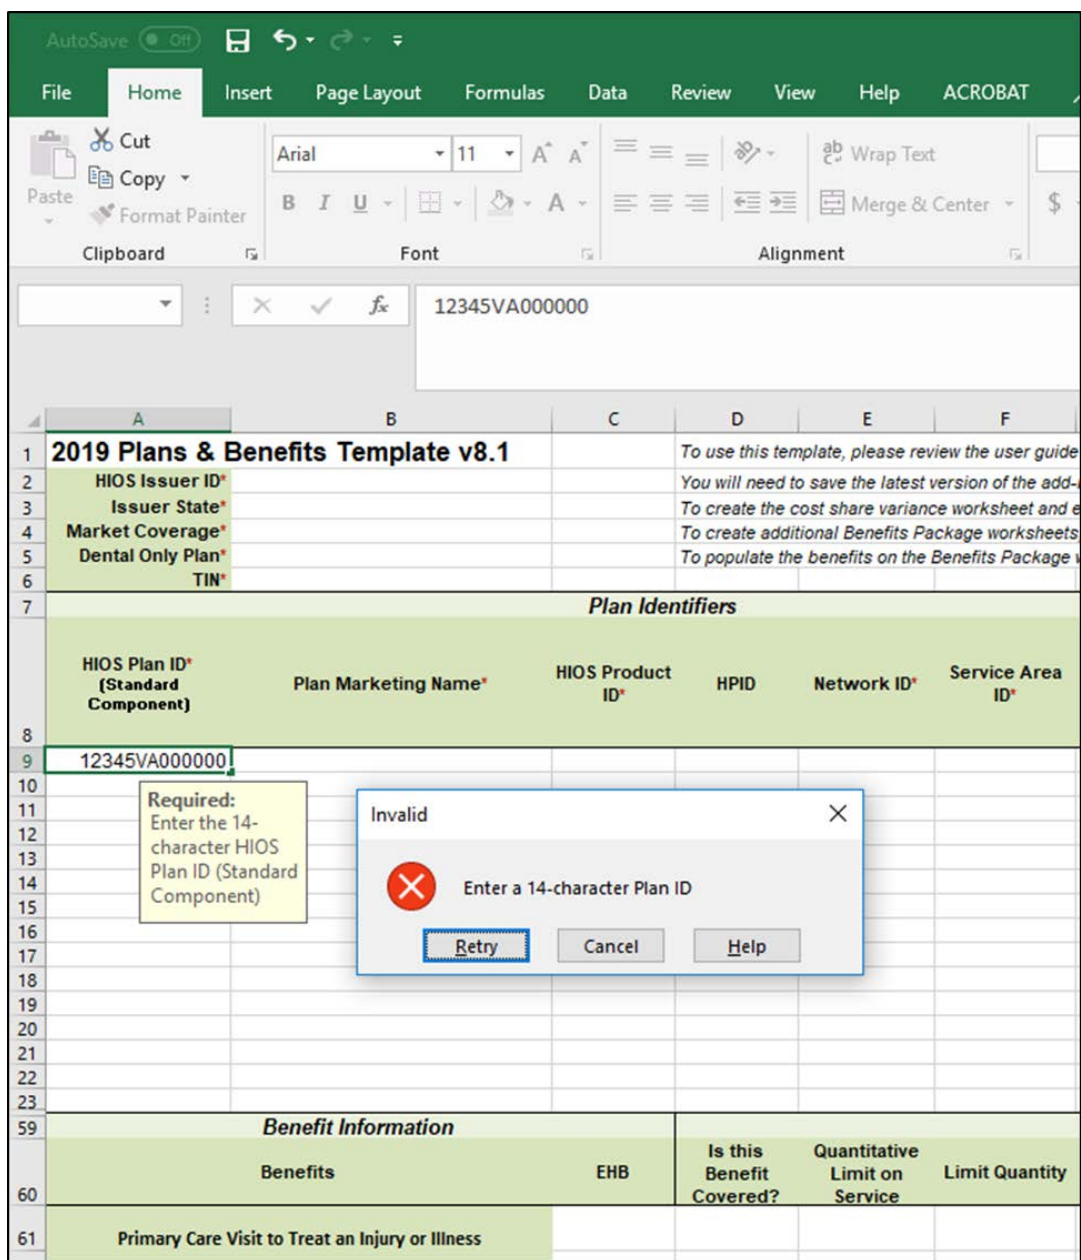 AutoSave Off
File Home Insert Page Layout Formulas Data Review View Help ACROBAT
Cut
Copy
Paste
Format Painter
Clipboard
Arial 11 A A
B I U A
Font
ab Wrap Text
Merge & Center
Alignment
$
fx 12345VA000000
A B C D E F
1 2019 Plans & Benefits Template v8.1 To use this template, please review the user guide
2 HIOS Issuer ID* You will need to save the latest version of the add-
3 Issuer State* To create the cost share variance worksheet and e
4 Market Coverage* To create additional Benefits Package worksheets
5 Dental Only Plan* To populate the benefits on the Benefits Package
6 TIN*
7 Plan Identifiers
8 HIOS Plan ID* (Standard Component) Plan Marketing Name* HIOS Product ID* HPID Network ID* Service Area ID*
9 12345VA000000
10
11
12
13
14
15
16
17
18
19
20
21
22
23
Required:
Enter the 14-
character HIOS
Plan ID (Standard
Component)
Invalid
Enter a 14-character Plan ID
Retry Cancel Help
59 Benefit Information
60 Benefits EHB Is this Benefit Covered? Quantitative Limit on Service Limit Quantity
61 Primary Care Visit to Treat an Injury or Illness